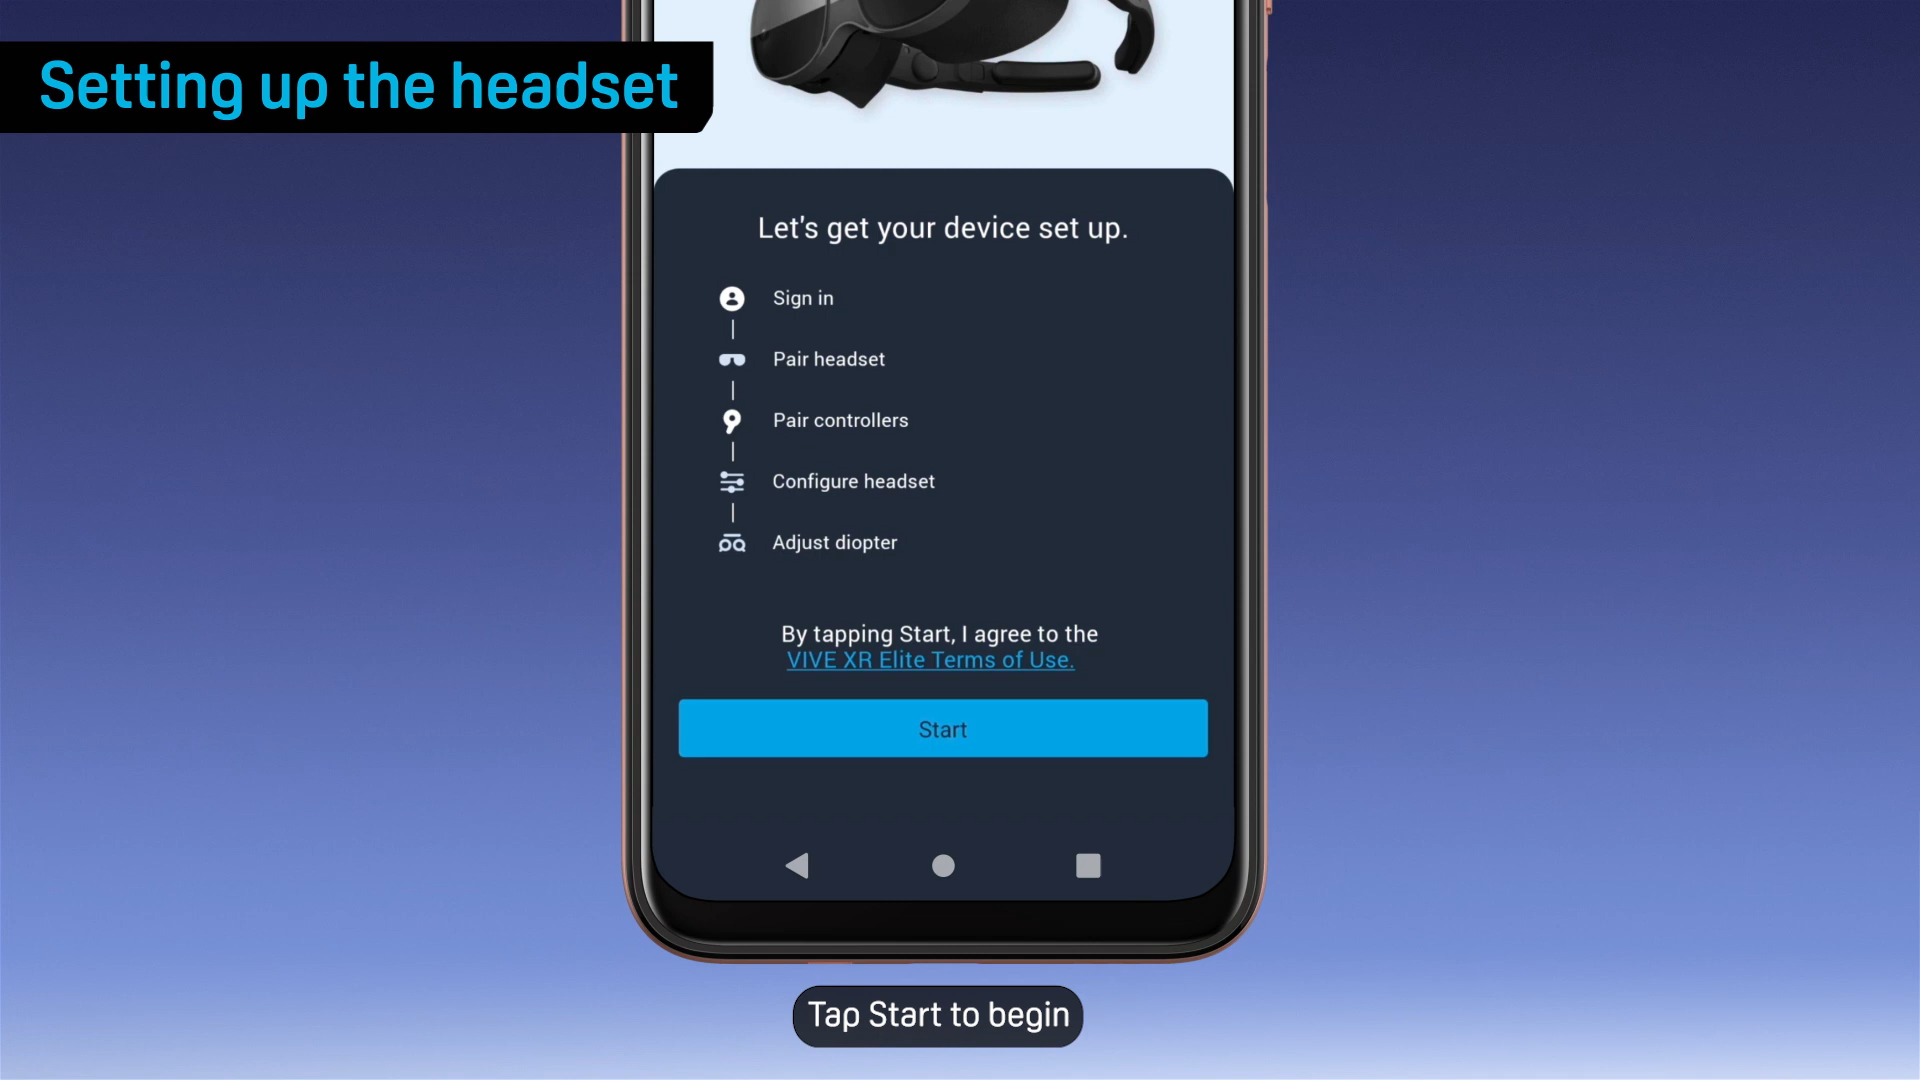 Setting up the headset
Let's get your device set up.
Sign in
Pair headset
Pair controllers
Configure headset
Adjust diopter
By tapping Start, I agree to the
VIVE XR Elite Terms of Use.
Start
Tap Start to begin